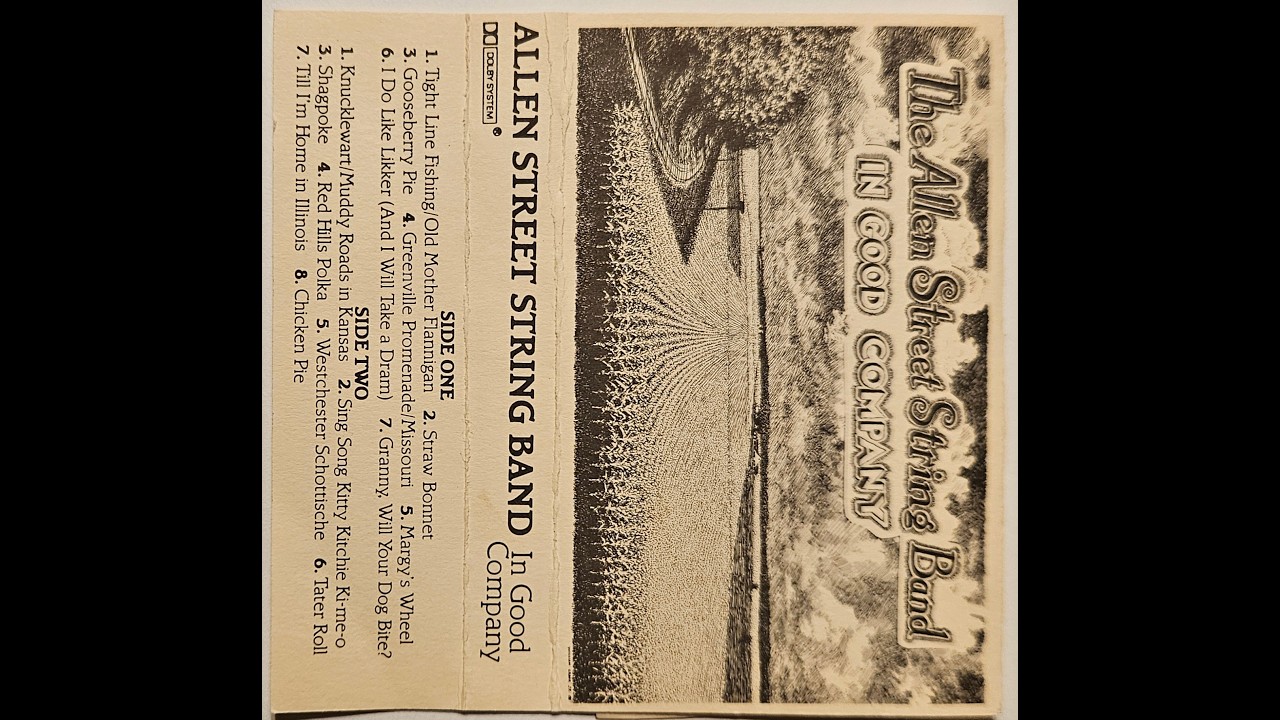 The Allen Street String Band
IN GOOD COMPANY
ALLEN STREET STRING BAND In Good
Company
DOLBY SYSTEM ®
SIDE ONE
1. Tight Line Fishing/Old Mother Flannigan 2. Straw Bonnet
3. Gooseberry Pie 4. Greenville Promenade/Missouri 5. Margy's Wheel
6. I Do Like Likker (And I Will Take a Dram) 7. Granny, Will Your Dog Bite?
SIDE TWO
1. Knucklewart/Muddy Roads in Kansas 2. Sing Song Kitty Kitchie Ki-me-o
3. Shagpoke 4. Red Hills Polka 5. Westchester Schottische 6. Tater Roll
7. Till I'm Home in Illinois 8. Chicken Pie